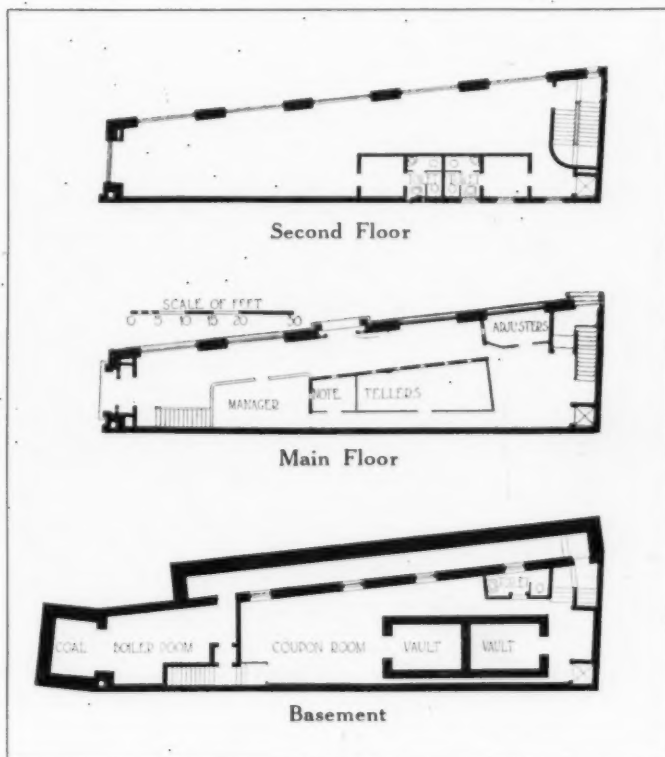 Second Floor
SCALE OF FEET
0 5 10 15 20 30
ADJUSTERS
MANAGER
NOTE
TELLERS
Main Floor
TOILET
COAL
BOILER ROOM
COUPON ROOM
VAULT
VAULT
Basement